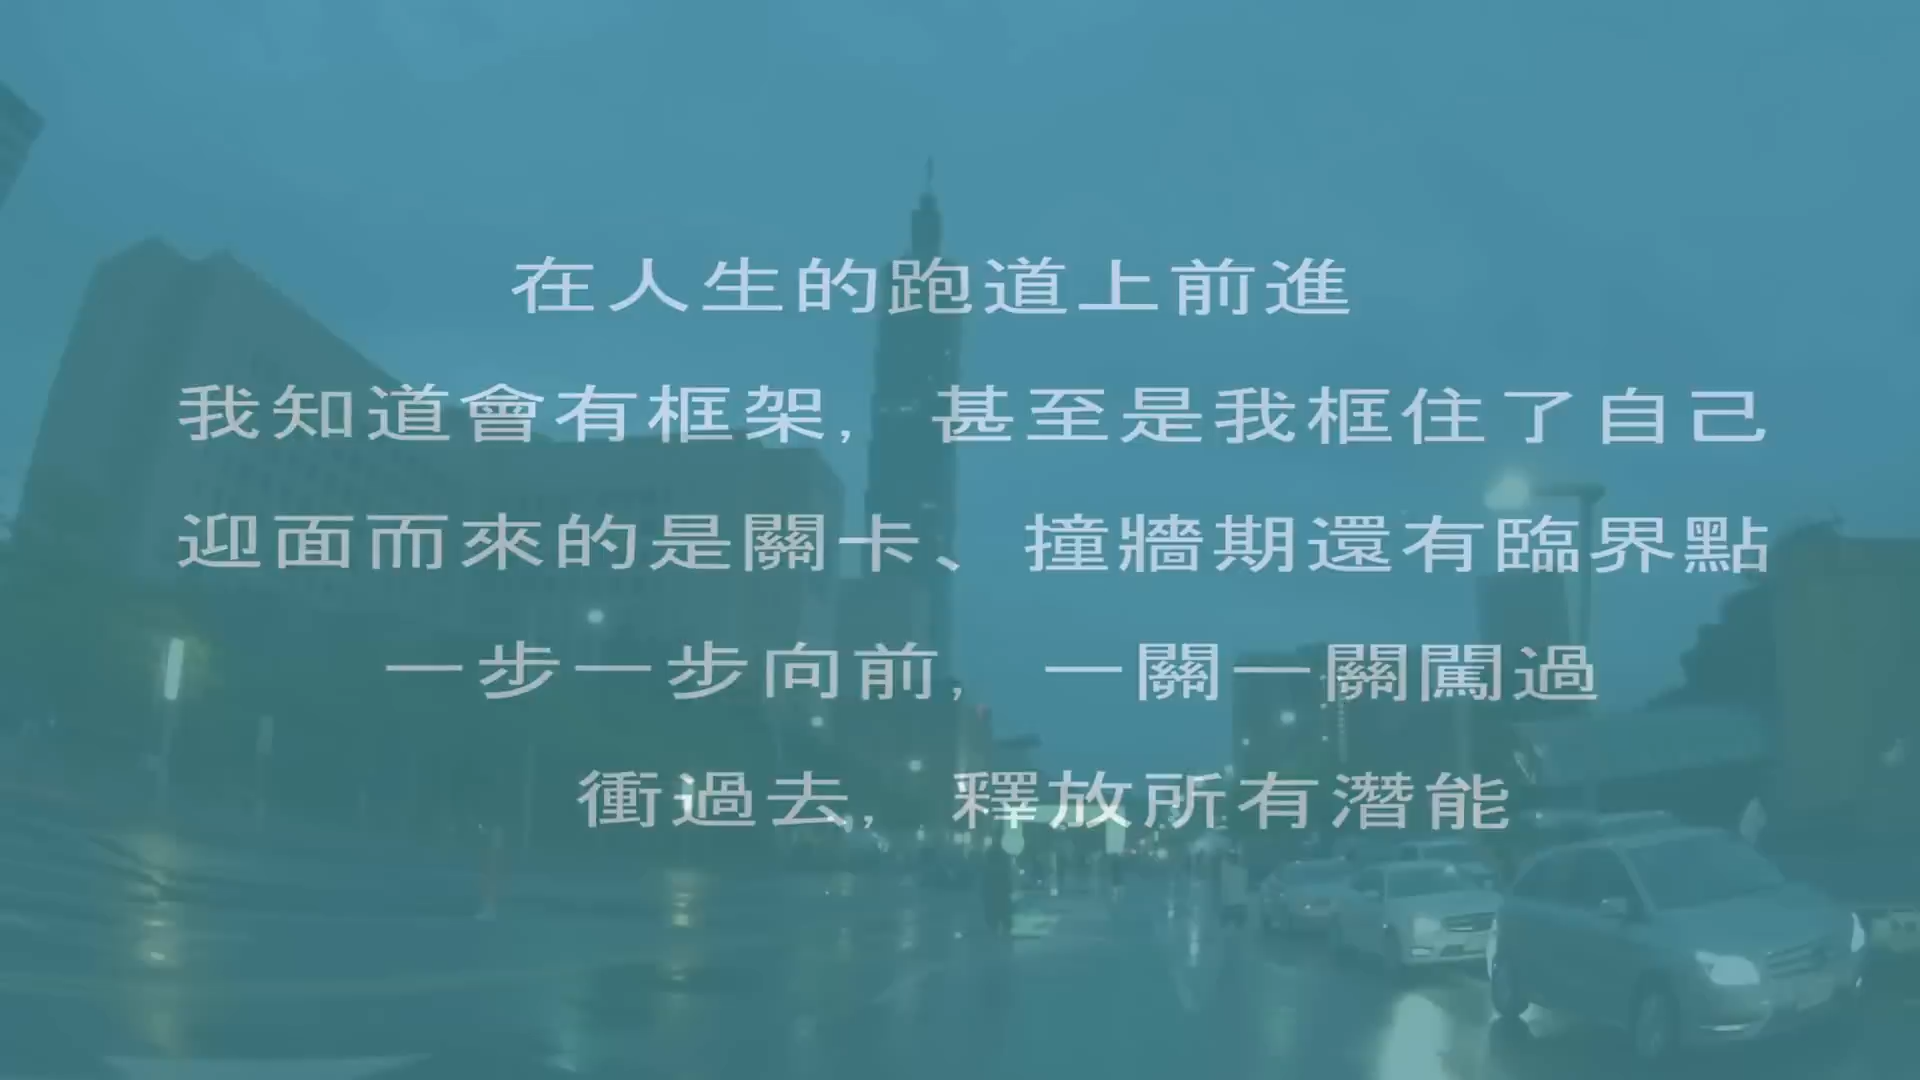 在人生的跑道上前進
我知道會有框架, 甚至是我框住了自己
迎面而來的是關卡、撞牆期還有臨界點
一步一步向前, 一關一關闖過
衝過去, 釋放所有潛能